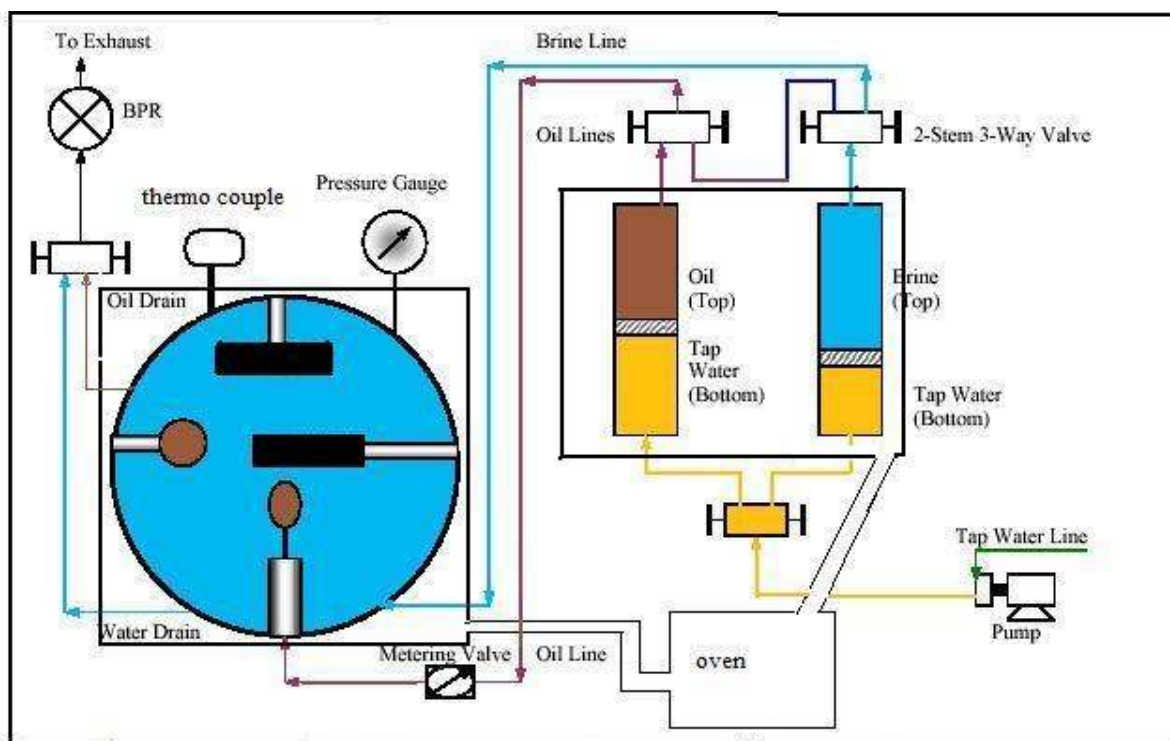 To Exhaust
BPR
thermo couple
Pressure Gauge
Brine Line
Oil Lines
2-Stem 3-Way Valve
Oil Drain
Oil
(Top)
Brine
(Top)
Tap
Water
(Bottom)
Tap Water
(Bottom)
Tap Water Line
Pump
Water Drain
Metering Valve
Oil Line
oven